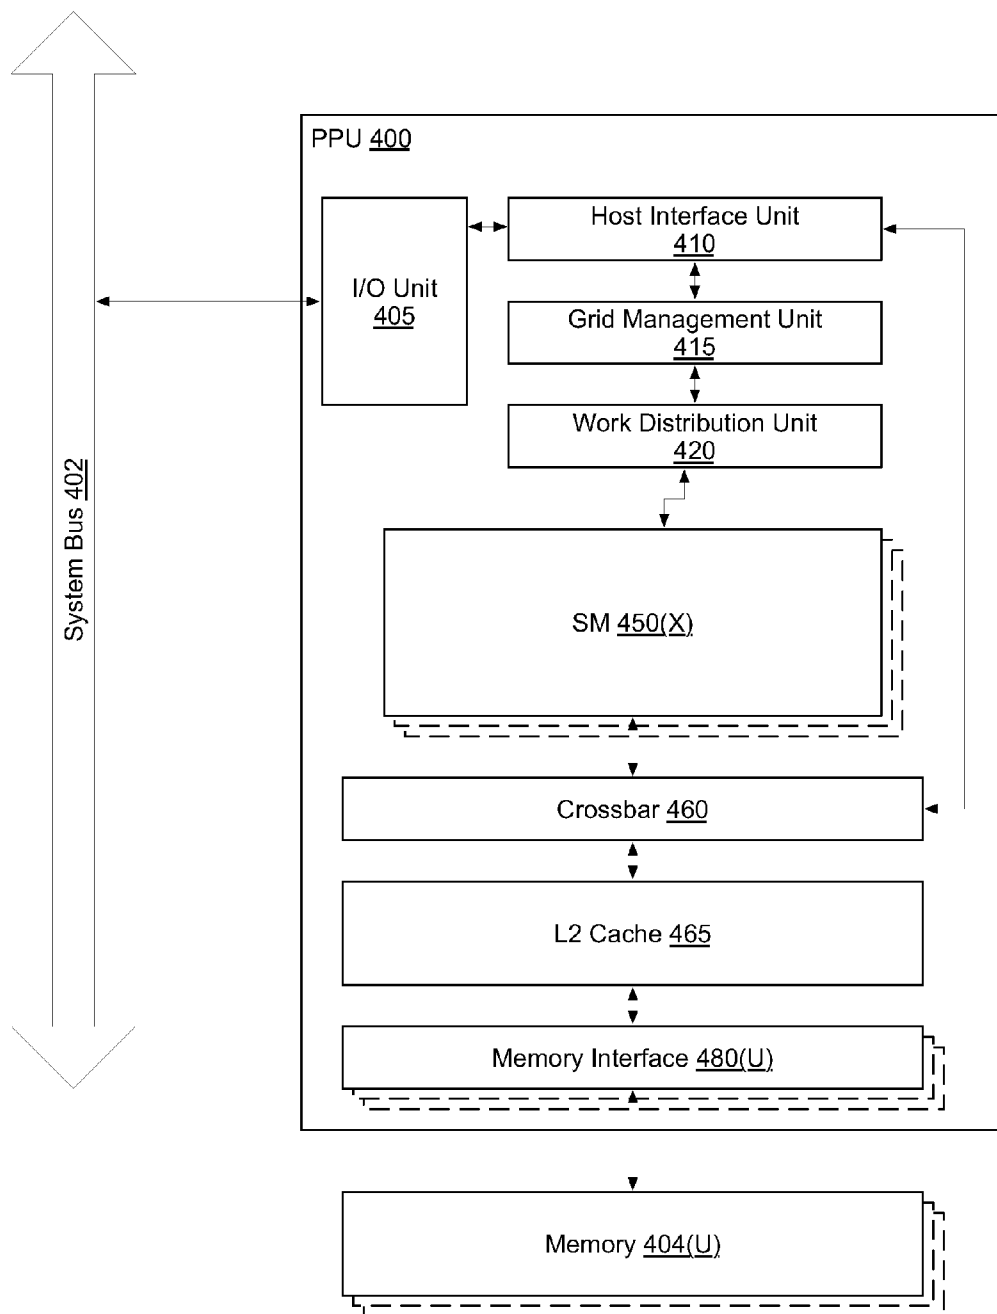 PPU 400
Host Interface Unit
410
I/O Unit
405
Grid Management Unit
415
Work Distribution Unit
420
System Bus 402
SM 450(X)
Crossbar 460
L2 Cache 465
Memory Interface 480(U)
Memory 404(U)